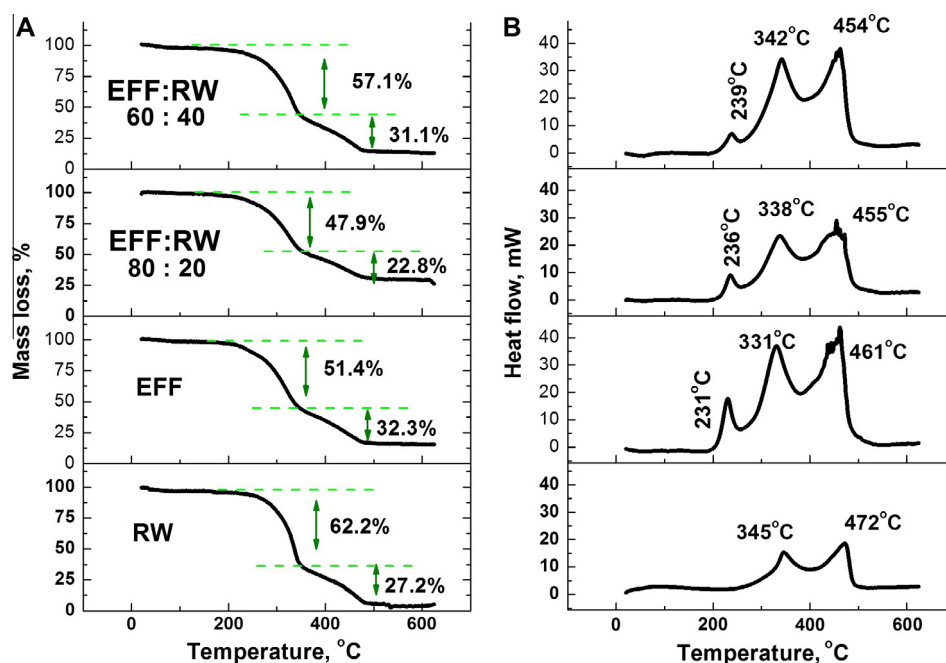 A
100
75
50
25
EFF:RW
60 : 40
57.1%
31.1%
100
75
50
25
0
EFF:RW
80 : 20
47.9%
22.8%
100
75
50
25
0
EFF
51.4%
32.3%
100
75
50
25
0
RW
62.2%
27.2%
0
200
400
600
Mass loss, %
Temperature, °C
B
40
30
20
10
0
239°C
342°C
454°C
40
30
20
10
0
236°C
338°C
455°C
40
30
20
10
0
231°C
331°C
461°C
40
30
20
10
0
345°C
472°C
0
200
400
600
Heat flow, mW
Temperature, °C